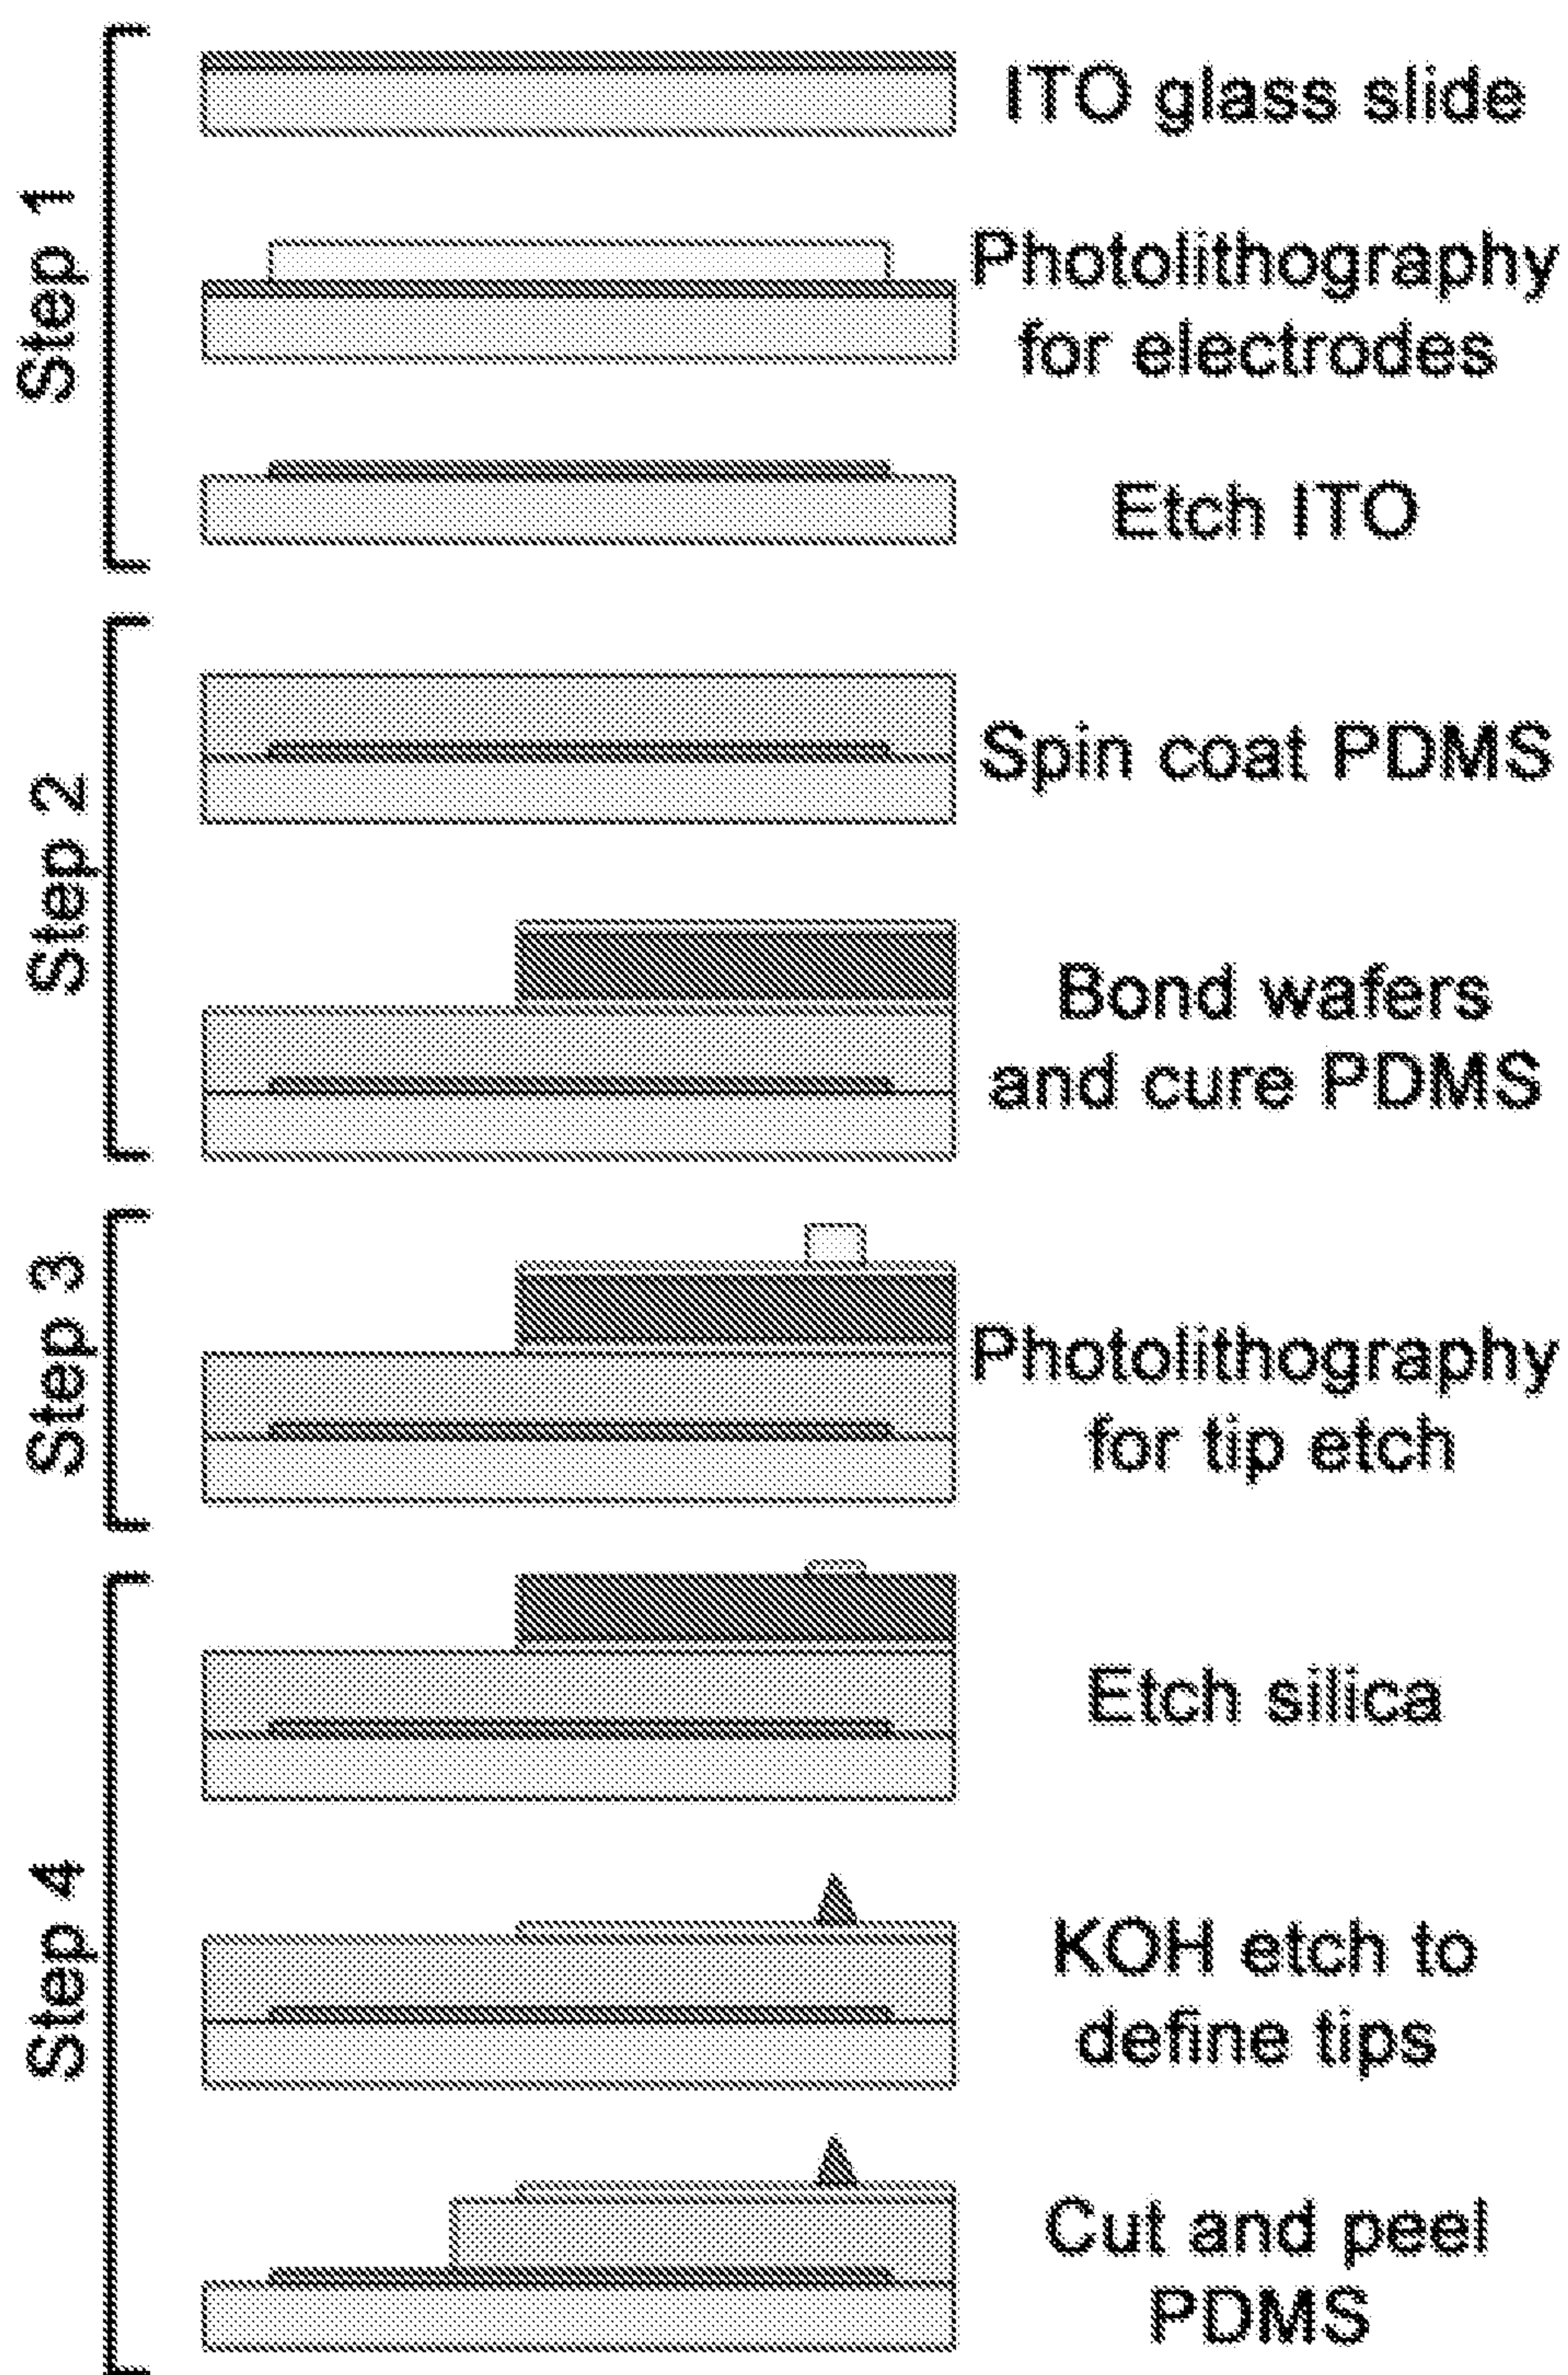 Step 1
ITO glass slide
Photolithography
for electrodes
Etch ITO
Step 2
Spin coat PDMS
Bond wafers
and cure PDMS
Step 3
Photolithography
for tip etch
Step 4
Etch silica
KOH etch to
define tips
Cut and peel
PDMS